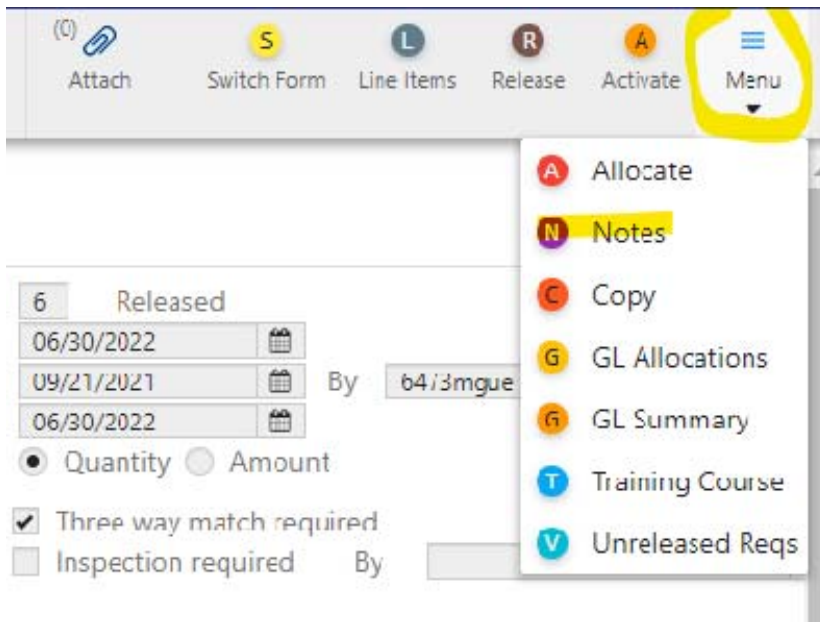 (0)
Attach Switch Form Line Items Release Activate Menu
S L R A
A Allocate
N Notes
C Copy
G GL Allocations
G GL Summary
T Training Course
V Unreleased Reqs
6 Released
06/30/2022
09/21/2021 By 6473mgue
06/30/2022
Quantity Amount
Three way match required
Inspection required By